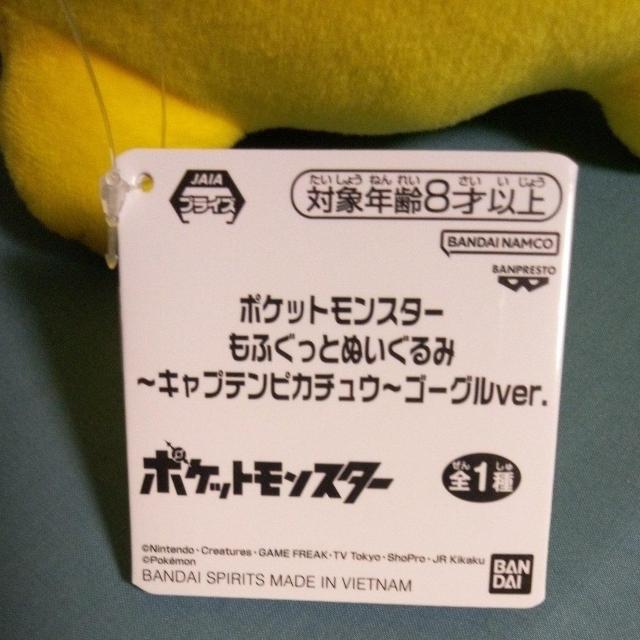 JAIA
プライズ
たいしょうねんれい さい いじょう
対象年齢8才以上
BANDAI NAMCO
BANPRESTO
ポケットモンスター
もふぐっとぬいぐるみ
~キャプテンピカチュウ~ゴーグルver.
ポケットモンスター
ぜん しゅ
全1種
©Nintendo・Creatures・GAME FREAK・TV Tokyo・ShoPro・JR Kikaku
©Pokémon
BANDAI SPIRITS MADE IN VIETNAM
BAN
DAI